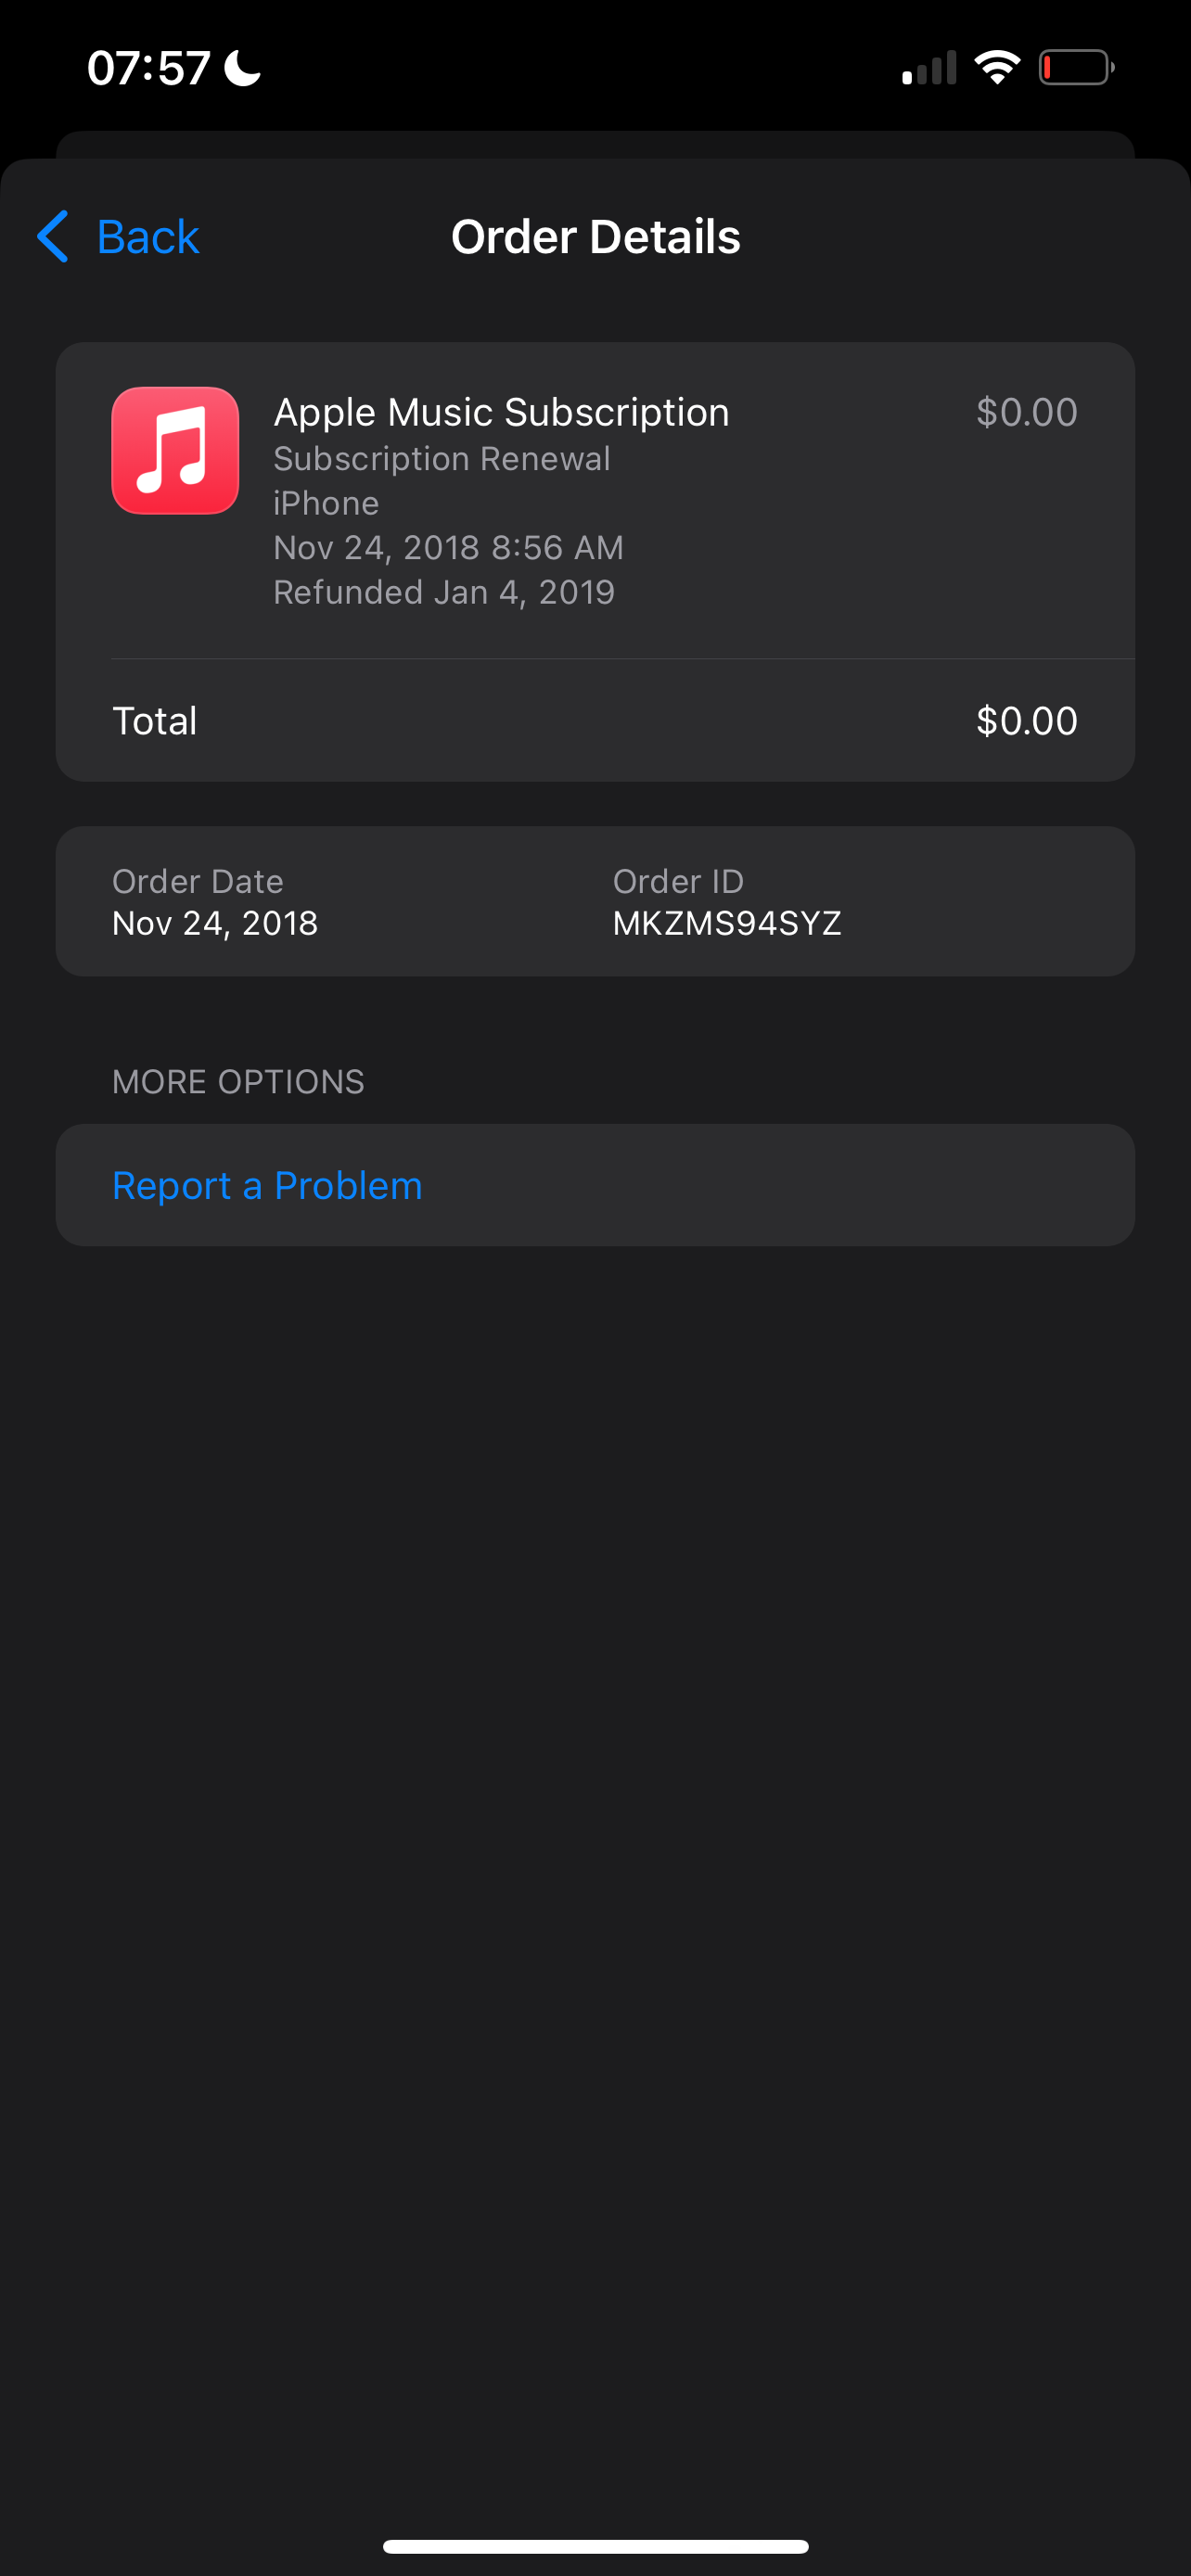 07:57
Back
Order Details
Apple Music Subscription $0.00
Subscription Renewal
iPhone
Nov 24, 2018 8:56 AM
Refunded Jan 4, 2019
Total $0.00
Order Date Order ID
Nov 24, 2018 MKZMS94SYZ
MORE OPTIONS
Report a Problem